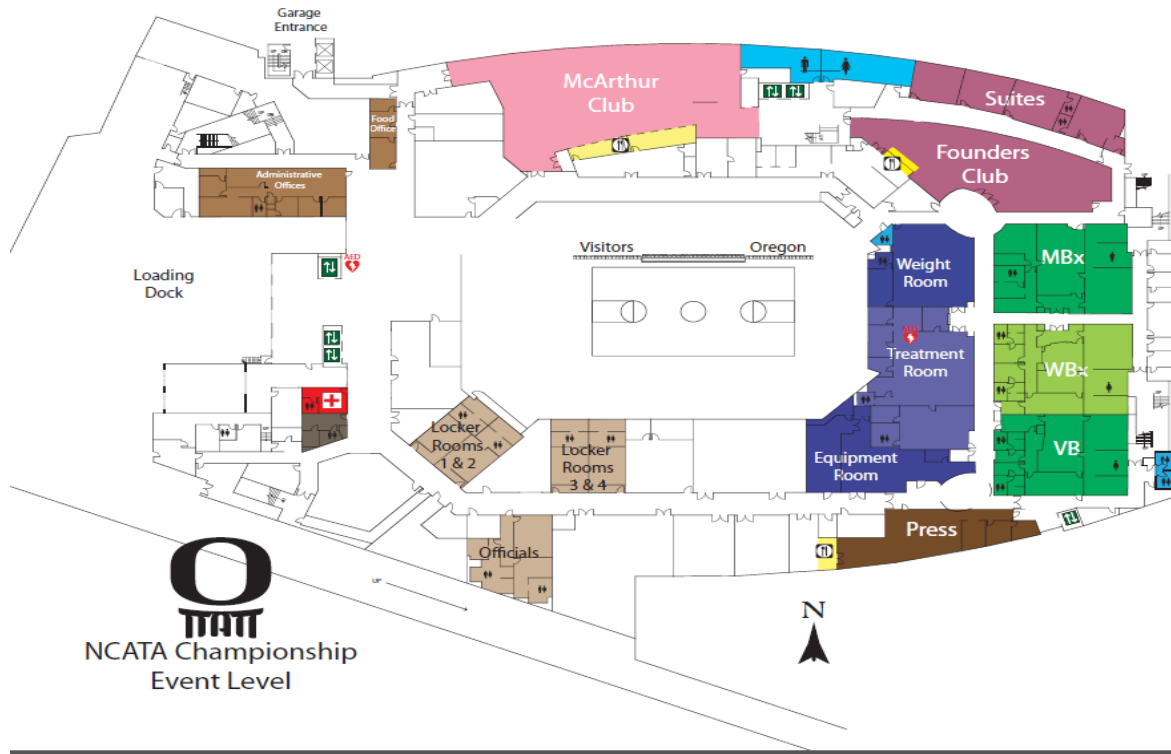 Garage
Entrance
McArthur
Club
Suites
Food
Office
Founders
Club
Administrative
Offices
Visitors
Oregon
AED
Loading
Dock
Weight
Room
MBx
AED
Treatment
Room
WBx
Locker
Rooms
1 & 2
Locker
Rooms
3 & 4
Equipment
Room
VB
Officials
Press
UP
N
NCATA Championship
Event Level